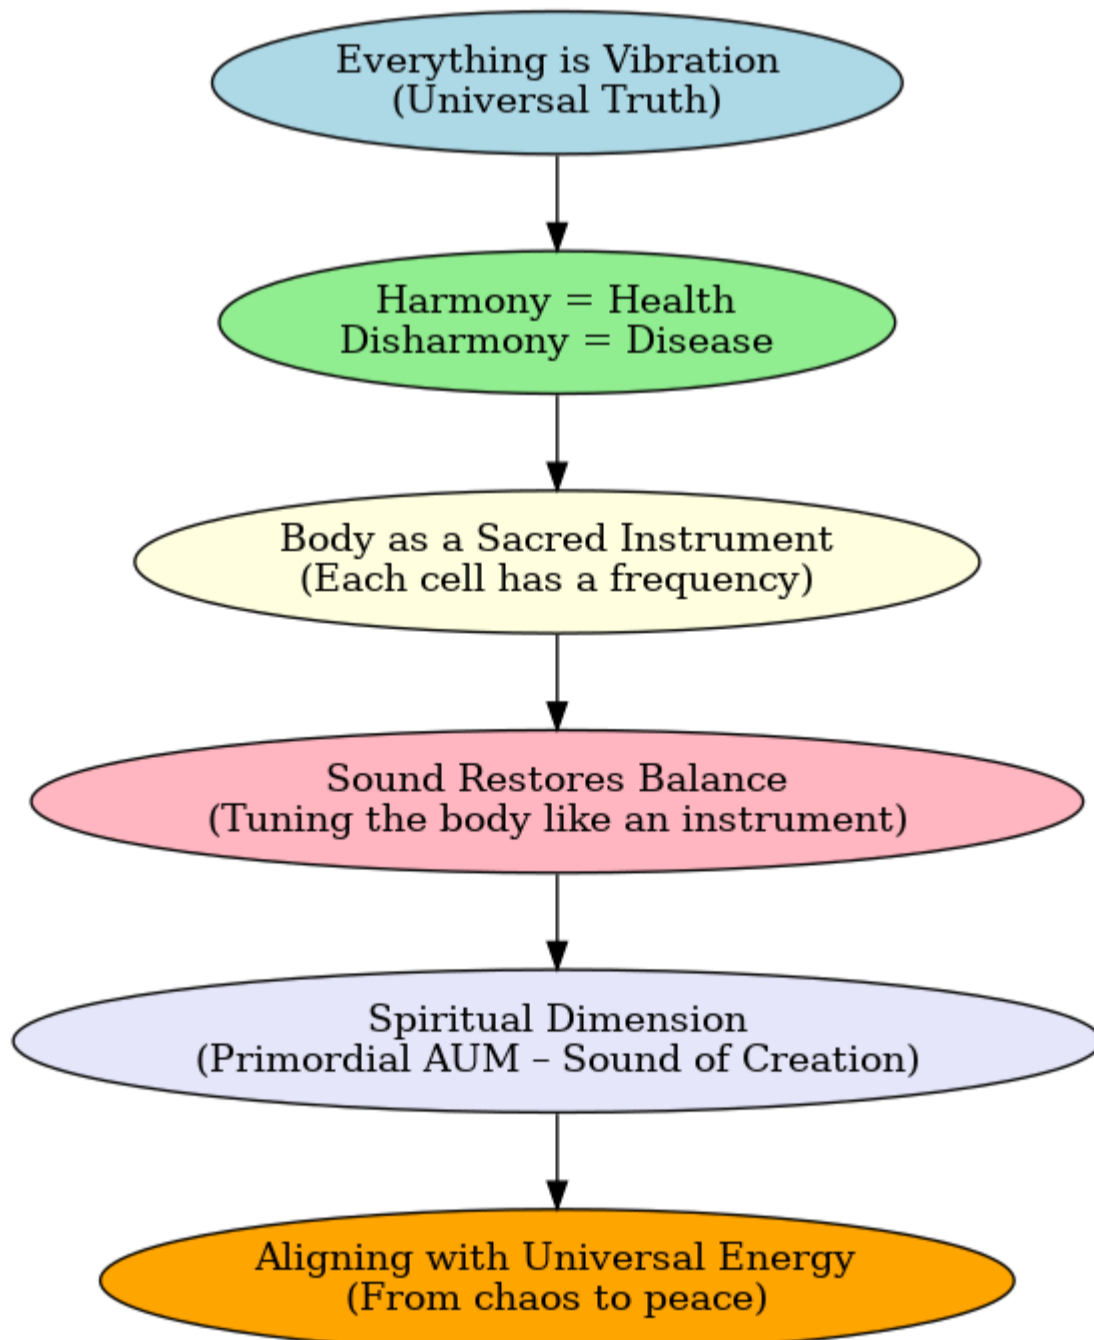 Everything is Vibration
(Universal Truth)
Harmony = Health
Disharmony = Disease
Body as a Sacred Instrument
(Each cell has a frequency)
Sound Restores Balance
(Tuning the body like an instrument)
Spiritual Dimension
(Primordial AUM – Sound of Creation)
Aligning with Universal Energy
(From chaos to peace)